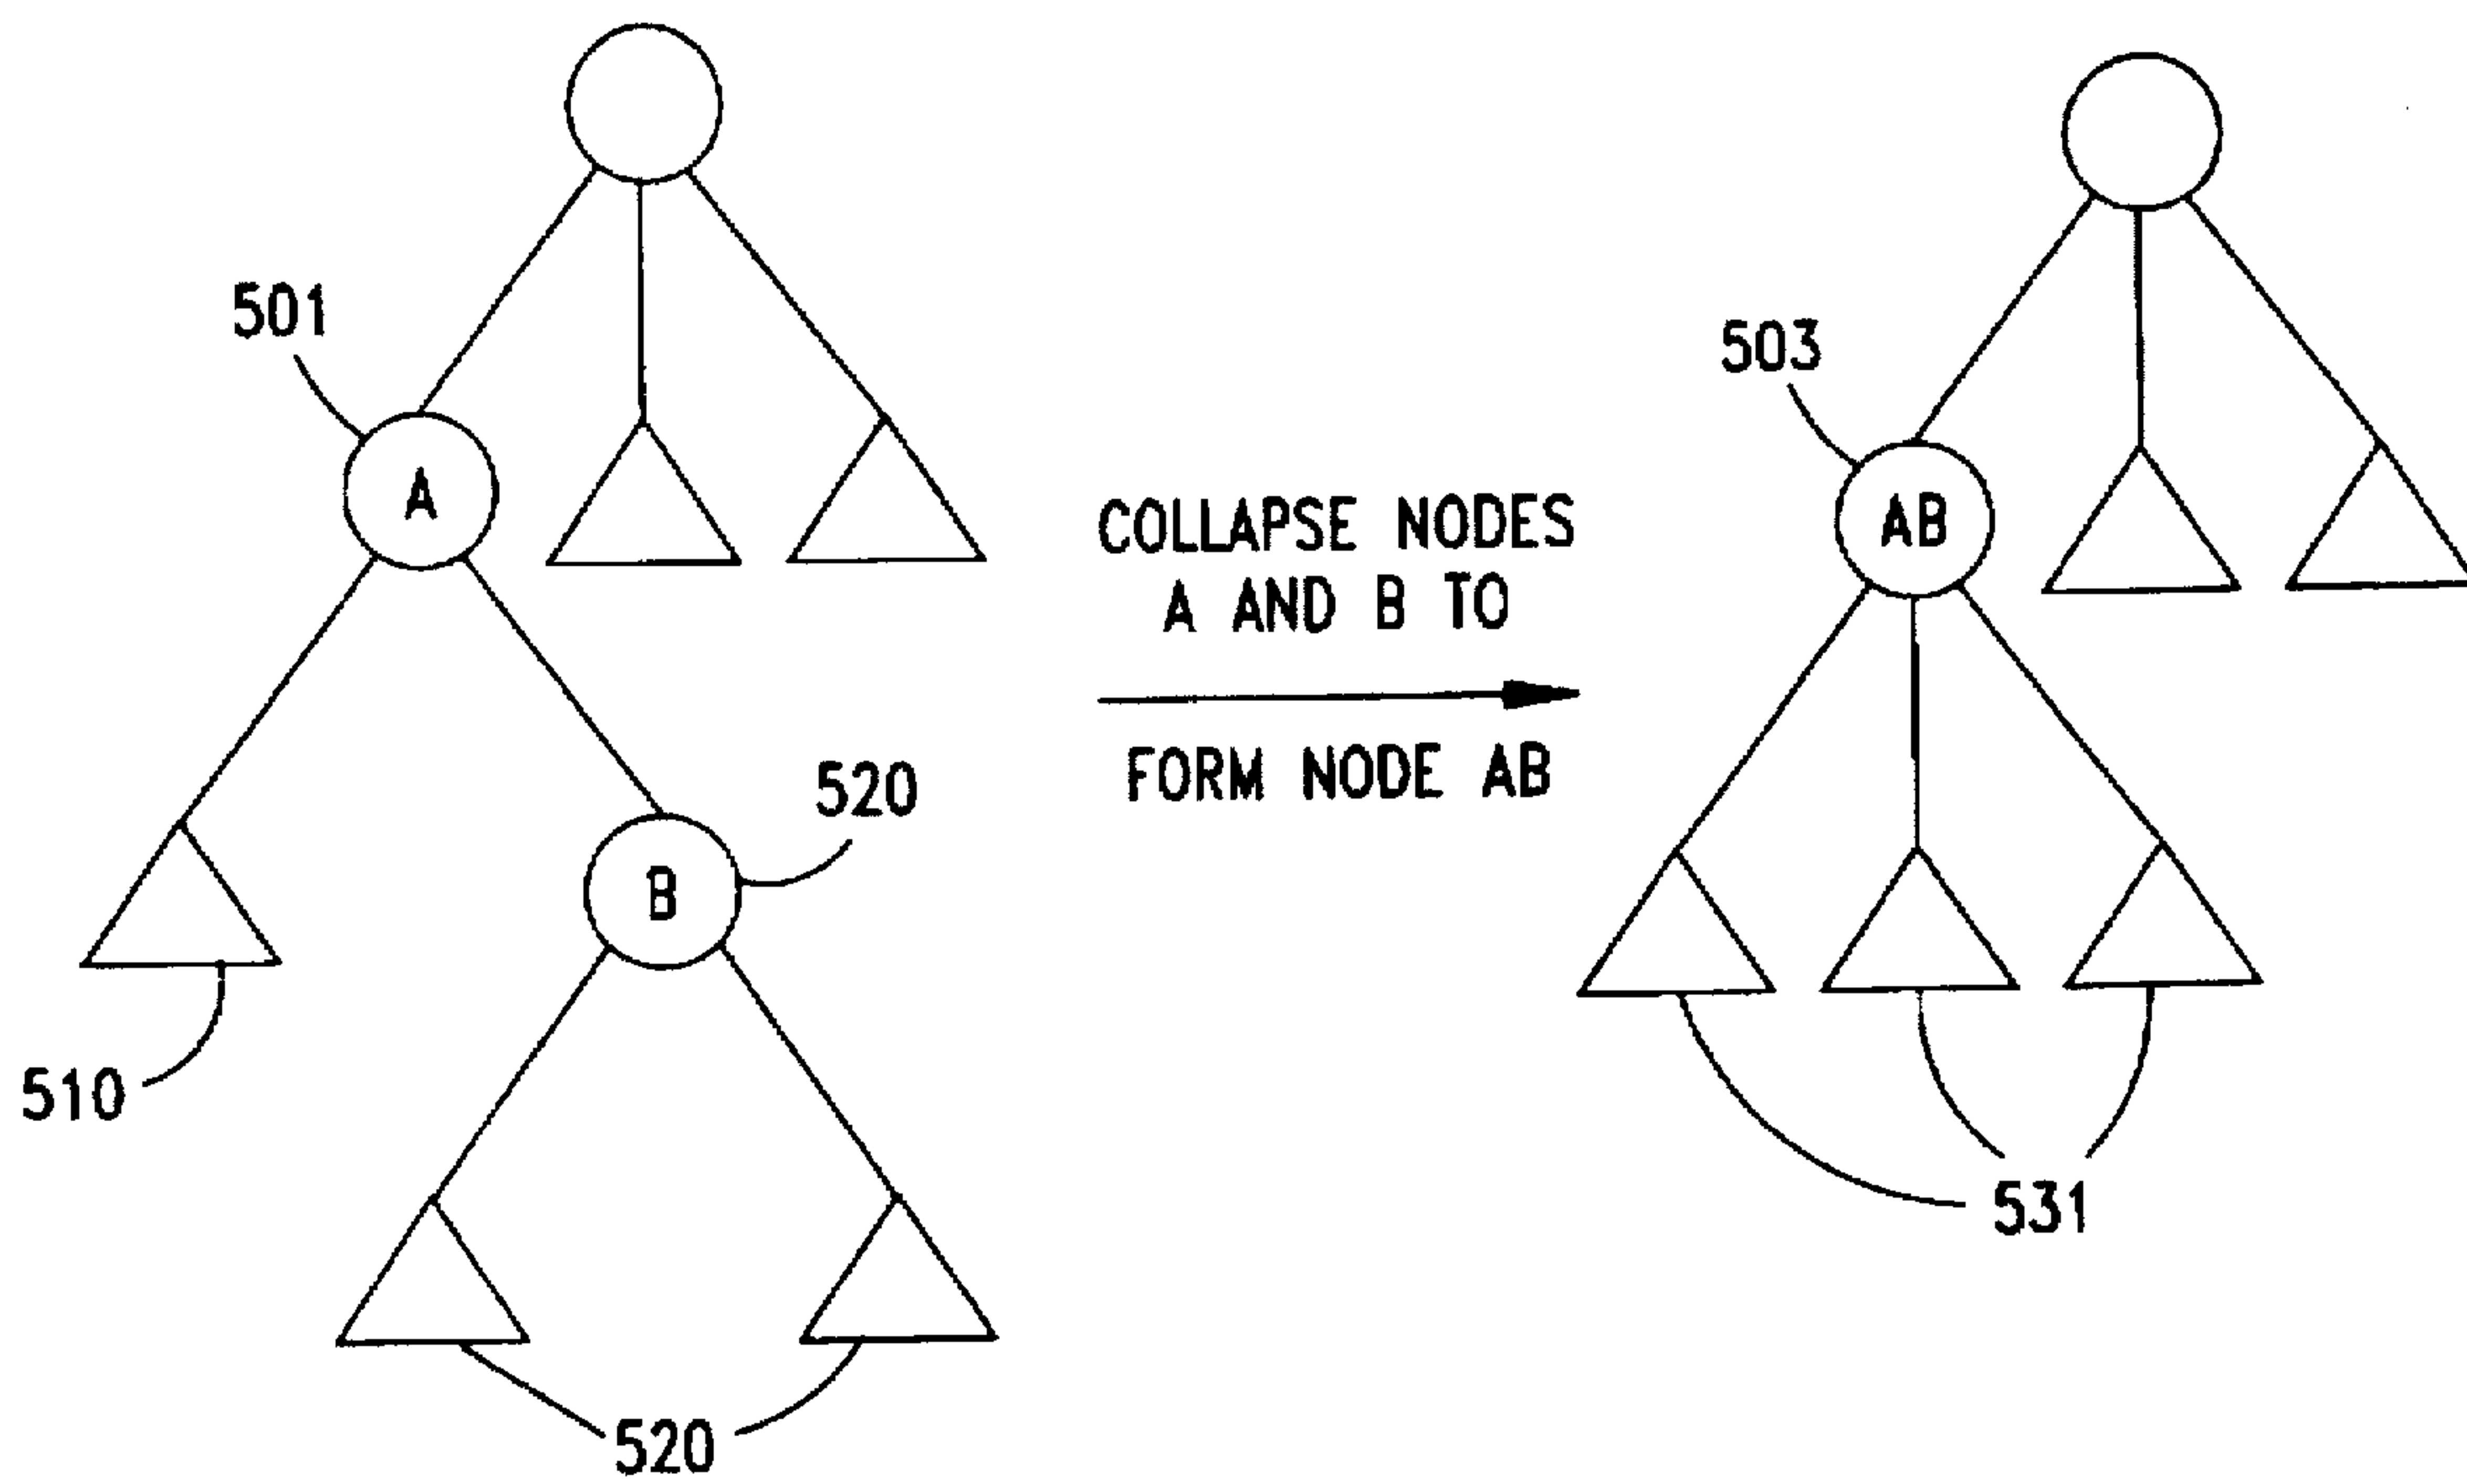 501
A
520
B
510
520
COLLAPSE NODES
A AND B TO
FORM NODE AB
503
AB
531